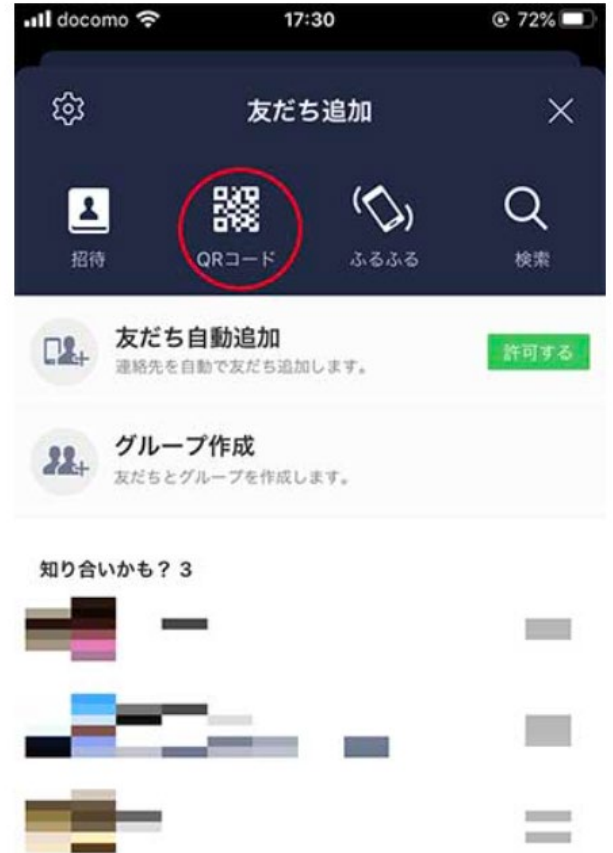 docomo 17:30 72%
友だち追加
招待 QRコード ふるふる 検索
友だち自動追加
連絡先を自動で友だち追加します。
許可する
グループ作成
友だちとグループを作成します。
知り合いかも？ 3